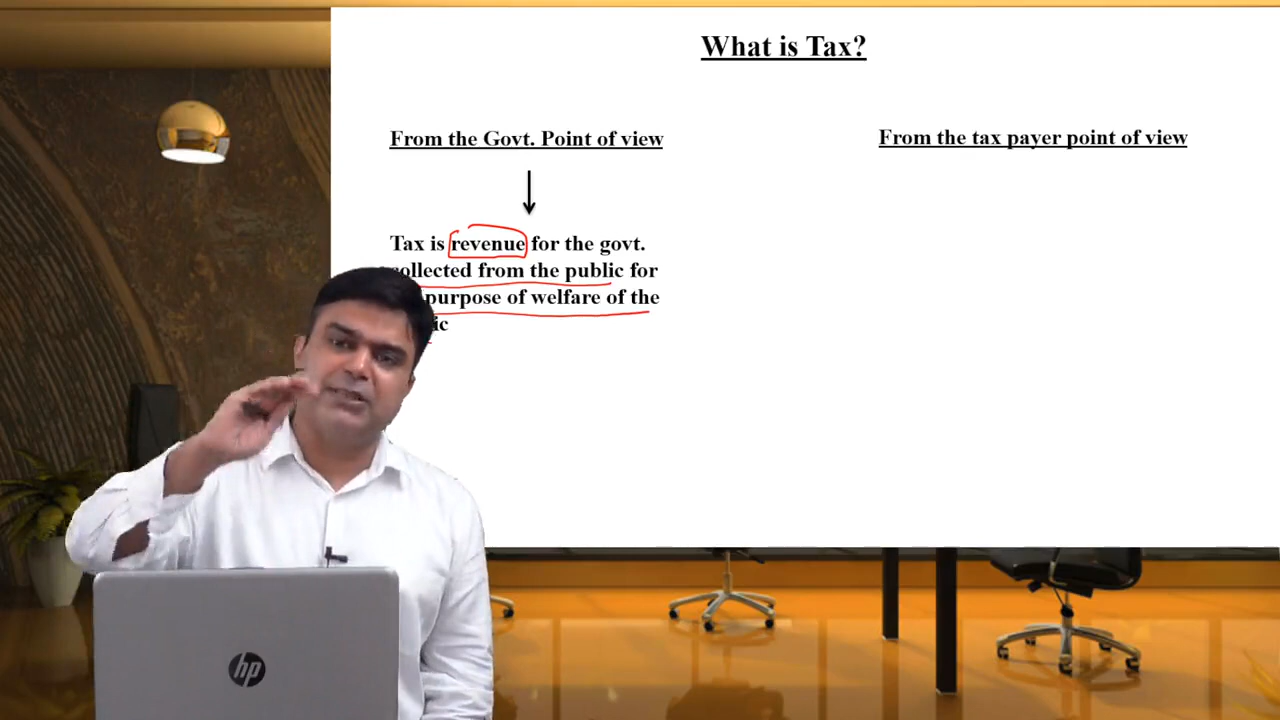 What is Tax?
From the Govt. Point of view
From the tax payer point of view
Tax is revenue for the govt.
collected from the public for
purpose of welfare of the
ic
hp